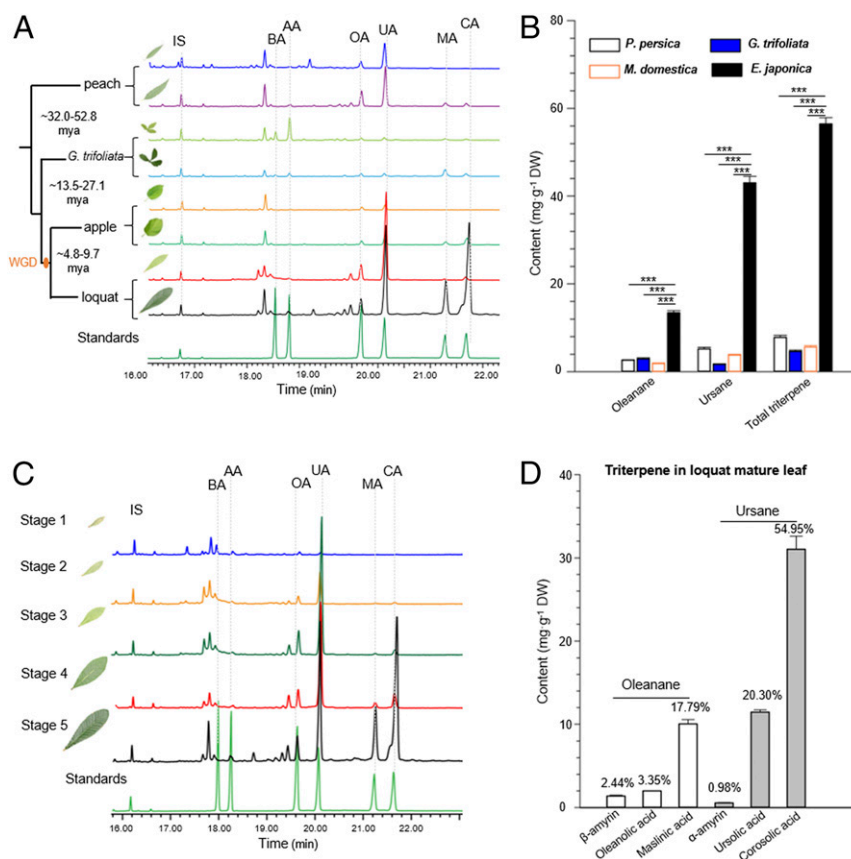 A
IS
BA
AA
OA
UA
MA
CA
peach
~32.0-52.8
mya
G. trifoliata
~13.5-27.1
mya
apple
WGD
~4.8-9.7
mya
loquat
Standards
16.00 17.00 18.00 19.00 20.00 21.00 22.00
Time (min)
B
80
60
40
20
0
Content (mg·g⁻¹ DW)
P. persica
G. trifoliata
M. domestica
E. japonica
***
***
***
***
***
***
***
***
***
Oleanane
Ursane
Total triterpene
C
IS
BA
AA
OA
UA
MA
CA
Stage 1
Stage 2
Stage 3
Stage 4
Stage 5
Standards
16.00 17.00 18.00 19.00 20.00 21.00 22.00
Time (min)
D
Triterpene in loquat mature leaf
40
30
20
10
0
Content (mg·g⁻¹ DW)
Ursane
54.95%
Oleanane
17.79%
20.30%
2.44%
3.35%
0.98%
β-amyrin
Oleanolic acid
Maslinic acid
α-amyrin
Ursolic acid
Corosolic acid